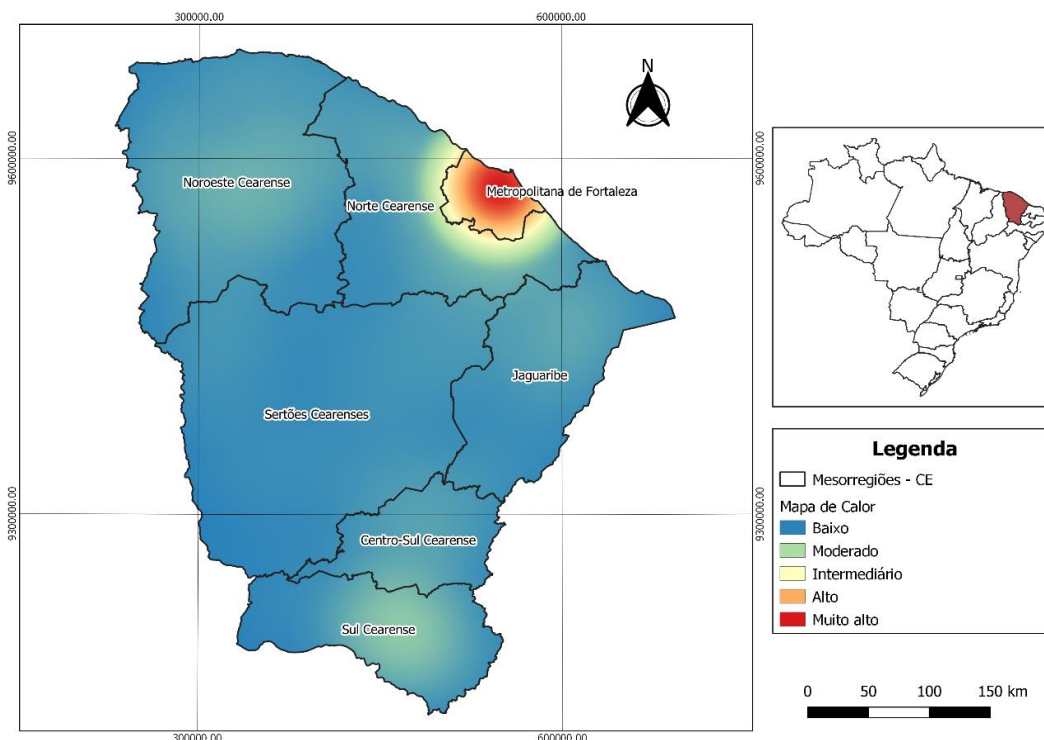 300000.00
600000.00
N
9600000.00
9600000.00
Noroeste Cearense
Metropolitana de Fortaleza
Norte Cearense
Jaguaribe
Sertões Cearenses
Legenda
Mesorregiões - CE
Mapa de Calor
Baixo
Moderado
Intermediário
Alto
Muito alto
9300000.00
9300000.00
Centro-Sul Cearense
Sul Cearense
0 50 100 150 km
300000.00
600000.00